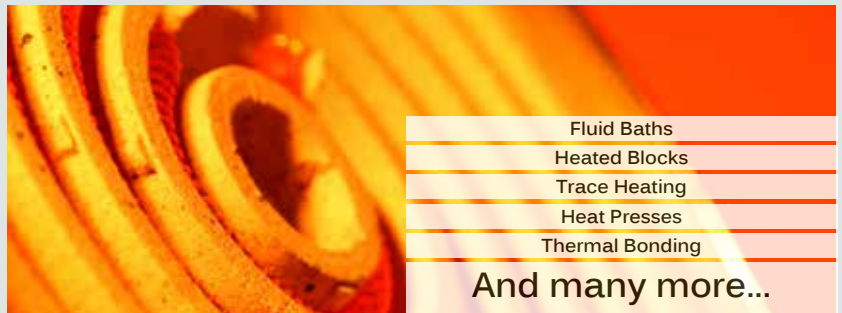 Fluid Baths
Heated Blocks
Trace Heating
Heat Presses
Thermal Bonding
And many more...